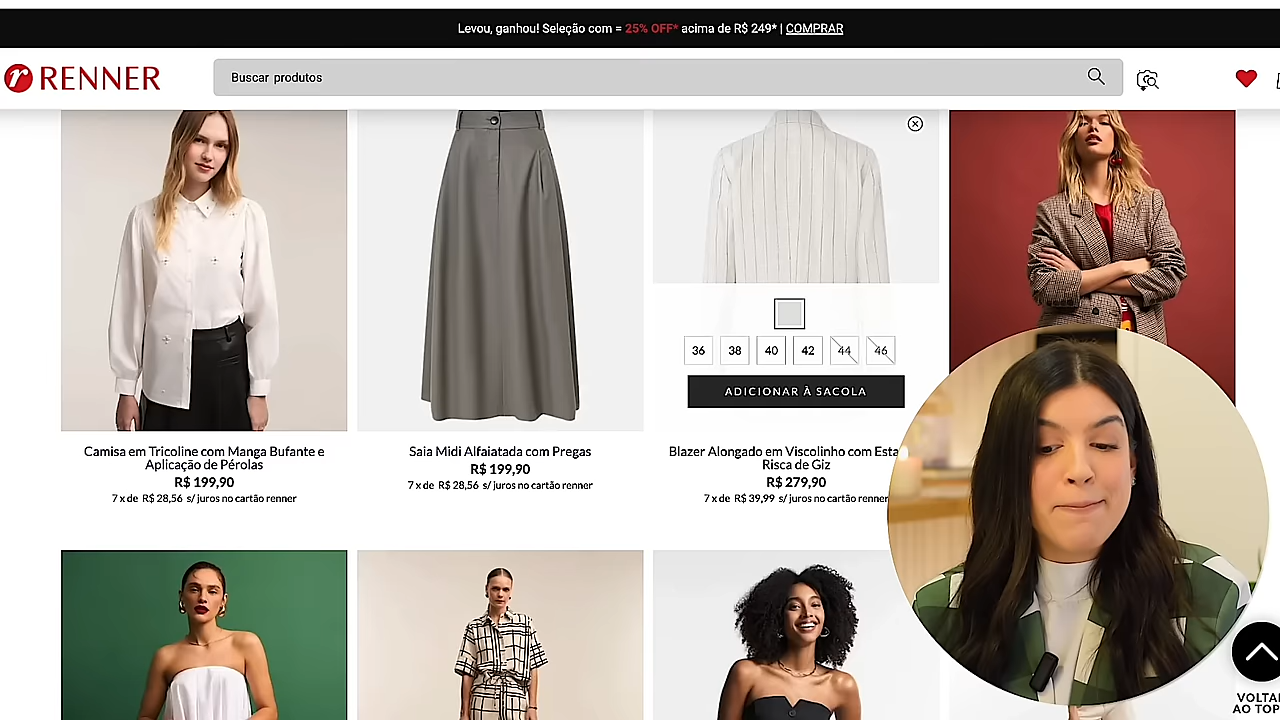 Levou, ganhou! Seleção com = 25% OFF* acima de R$ 249* | COMPRAR
r RENNER
Buscar produtos
36 38 40 42 44 46
ADICIONAR À SACOLA
Camisa em Tricoline com Manga Bufante e
Aplicação de Pérolas
R$ 199,90
7 x de R$ 28,56 s/ juros no cartão renner
Saia Midi Alfaiatada com Pregas
R$ 199,90
7 x de R$ 28,56 s/ juros no cartão renner
Blazer Alongado em Viscolinho com Esta
Risca de Giz
R$ 279,90
7 x de R$ 39,99 s/ juros no cartão renner
VOLTA
AO TOP